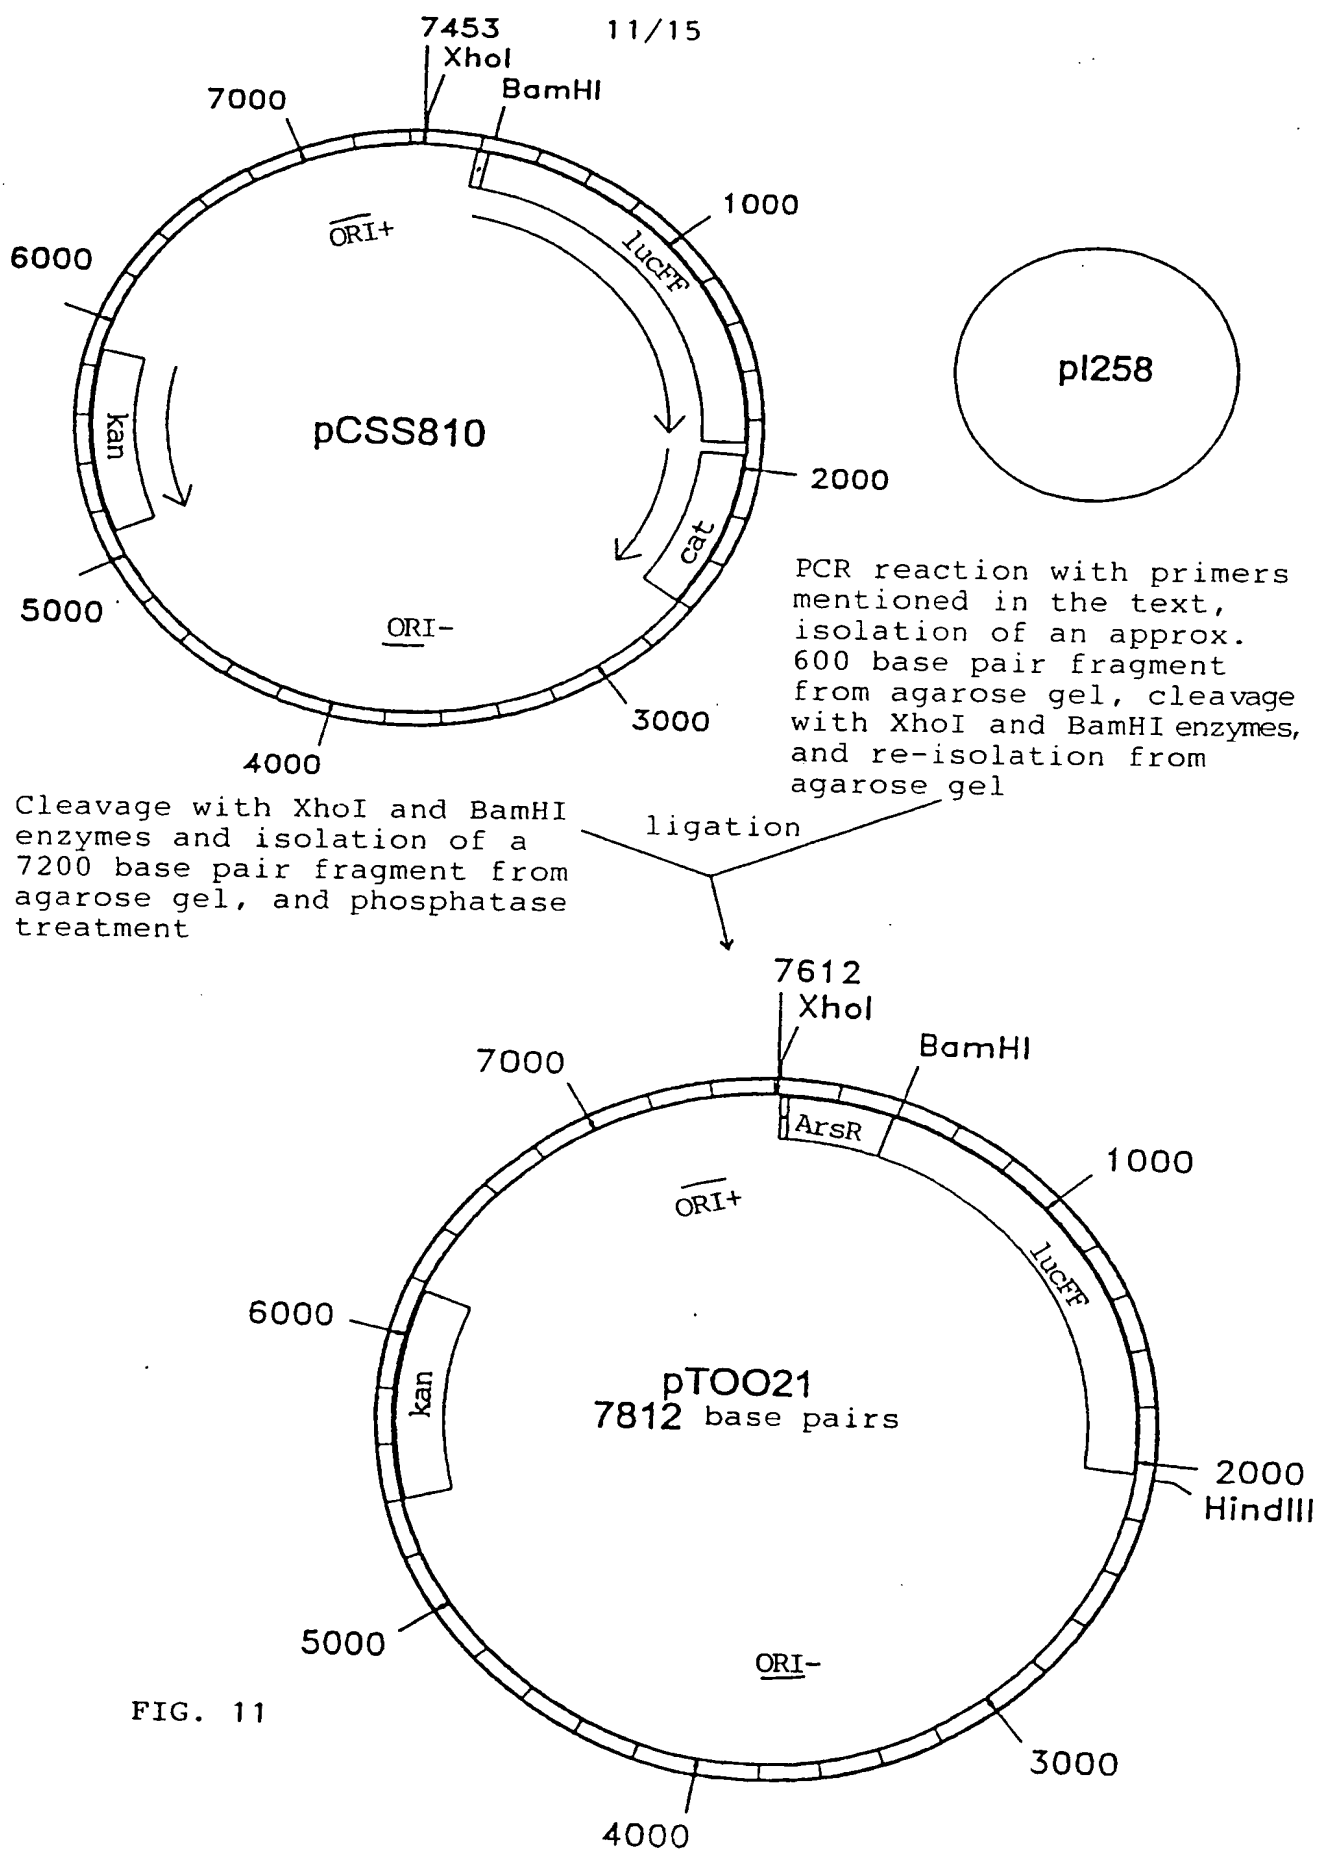 11/15
7453
XhoI
BamHI
7000
1000
ORI+
lucFF
6000
pI258
kan
pCSS810
2000
cat
5000
ORI-
3000
4000
PCR reaction with primers
mentioned in the text,
isolation of an approx.
600 base pair fragment
from agarose gel, cleavage
with XhoI and BamHI enzymes,
and re-isolation from
agarose gel
Cleavage with XhoI and BamHI
enzymes and isolation of a
7200 base pair fragment from
agarose gel, and phosphatase
treatment
ligation
7612
XhoI
BamHI
7000
ArsR
1000
ORI+
lucFF
6000
kan
pTOO21
7812 base pairs
2000
HindIII
5000
ORI-
3000
4000
FIG. 11